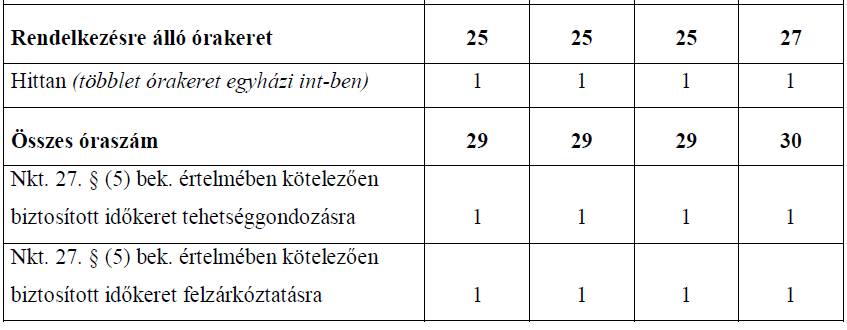 Rendelkezésre álló órakeret 25 25 25 27
Hittan (többlet órakeret egyházi int-ben) 1 1 1 1
Összes óraszám 29 29 29 30
Nkt. 27. § (5) bek. értelmében kötelezően
biztosított időkeret tehetséggondozásra 1 1 1 1
Nkt. 27. § (5) bek. értelmében kötelezően
biztosított időkeret felzárkóztatásra 1 1 1 1